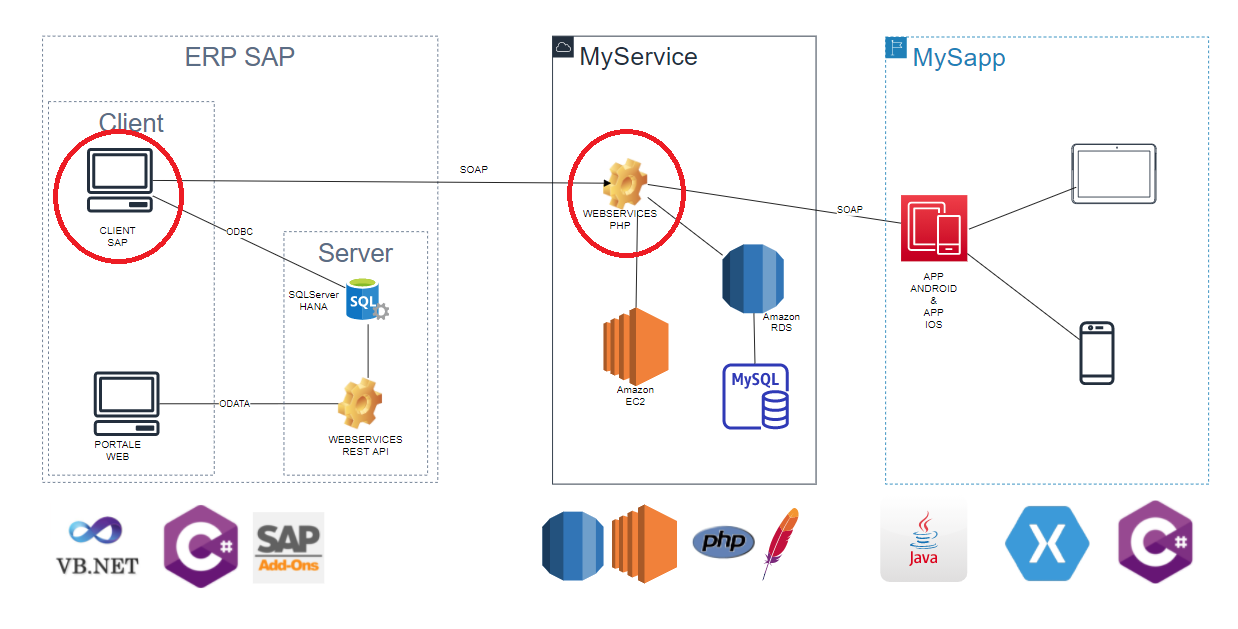 ERP SAP
MyService
MySapp
Client
SOAP
CLIENT
SAP
ODBC
WEBSERVICES
PHP
SOAP
Server
SQLServer
HANA
SQL
Amazon
RDS
APP
ANDROID
&
APP
IOS
MySQL
Amazon
EC2
ODATA
PORTALE
WEB
WEBSERVICES
REST API
VB.NET
C#
SAP
Add-Ons
php
Java
X
C#